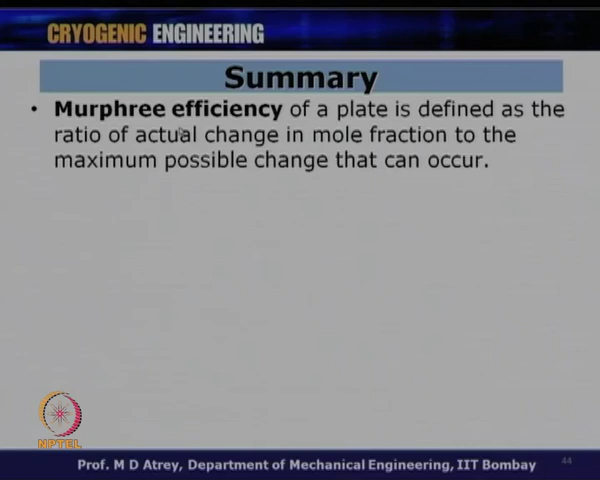 CRYOGENIC ENGINEERING
Summary
• Murphree efficiency of a plate is defined as the
ratio of actual change in mole fraction to the
maximum possible change that can occur.
NPTEL
Prof. M D Atrey, Department of Mechanical Engineering, IIT Bombay
44